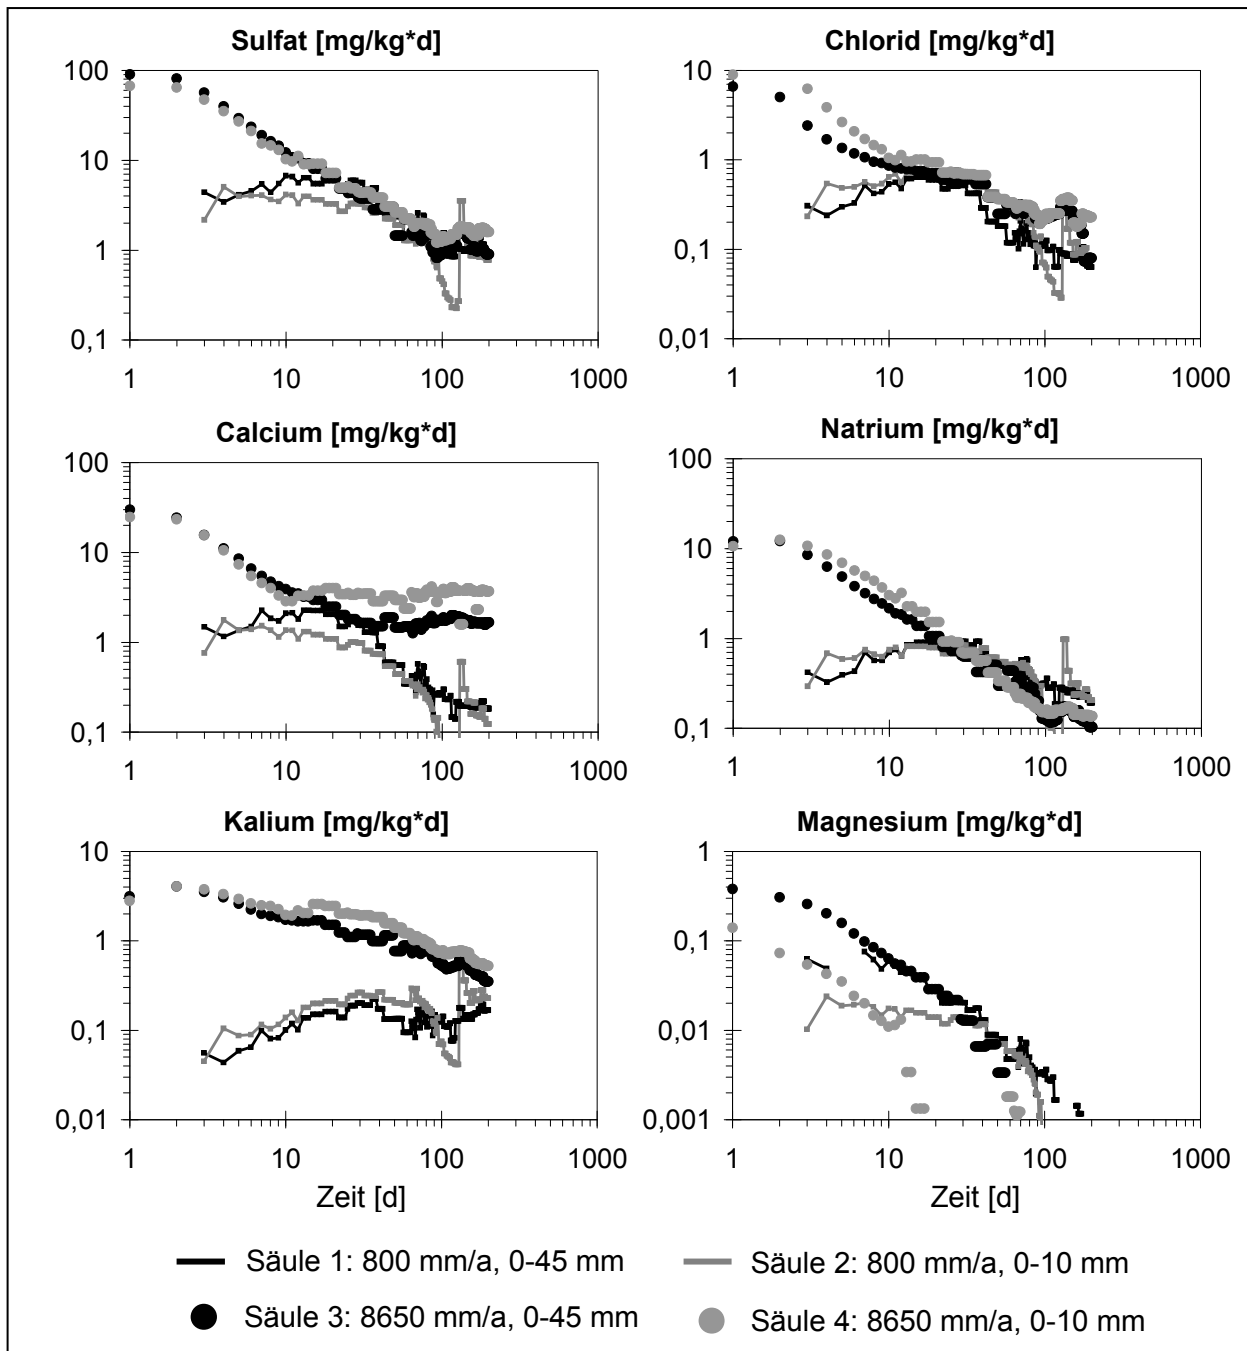 Sulfat [mg/kg*d]
100
10
1
0,1
1 10 100 1000
Chlorid [mg/kg*d]
10
1
0,1
0,01
1 10 100 1000
Calcium [mg/kg*d]
100
10
1
0,1
1 10 100 1000
Natrium [mg/kg*d]
100
10
1
0,1
1 10 100 1000
Kalium [mg/kg*d]
10
1
0,1
0,01
1 10 100 1000
Zeit [d]
Magnesium [mg/kg*d]
1
0,1
0,01
0,001
1 10 100 1000
Zeit [d]
Säule 1: 800 mm/a, 0-45 mm
Säule 2: 800 mm/a, 0-10 mm
Säule 3: 8650 mm/a, 0-45 mm
Säule 4: 8650 mm/a, 0-10 mm